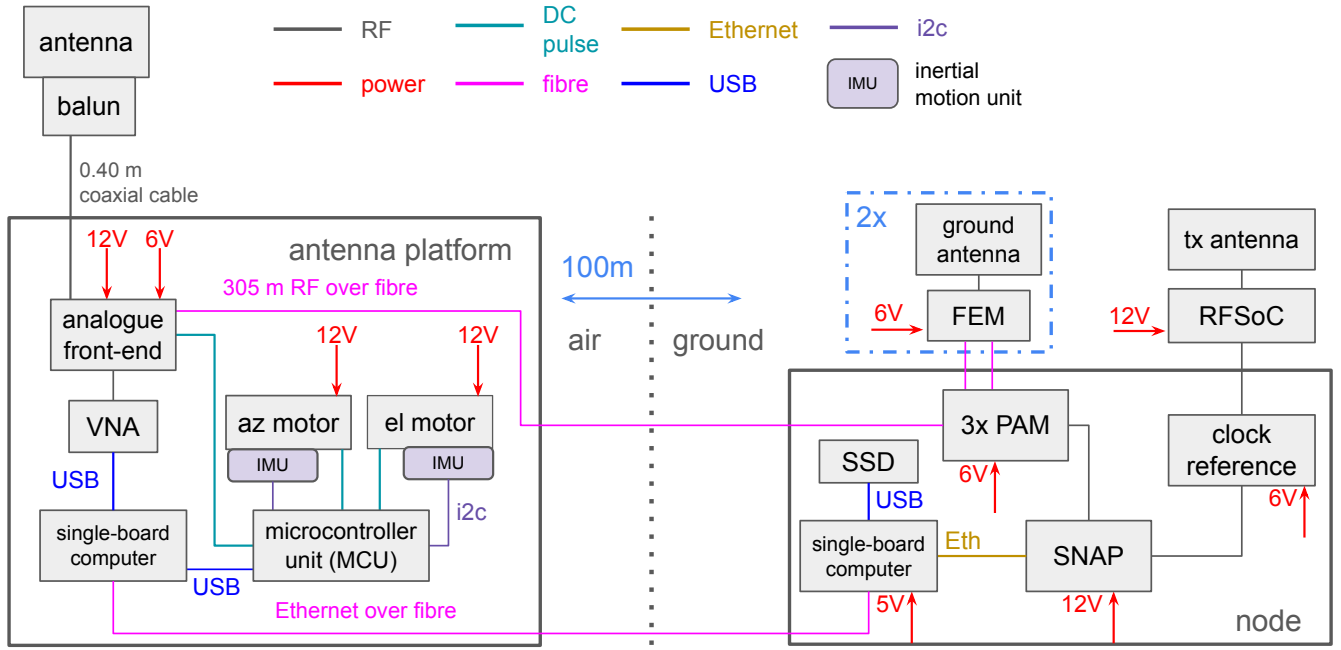 antenna
balun
0.40 m
coaxial cable
RF
DC
pulse
Ethernet
i2c
power
fibre
USB
IMU
inertial
motion unit
antenna platform
12V
6V
305 m RF over fibre
analogue
front-end
12V
12V
VNA
az motor
el motor
IMU
IMU
USB
i2c
single-board
computer
microcontroller
unit (MCU)
USB
Ethernet over fibre
100m
air
ground
2x
ground
antenna
6V
FEM
tx antenna
12V
RFSoC
3x PAM
6V
clock
reference
6V
SSD
USB
single-board
computer
Eth
SNAP
5V
12V
node